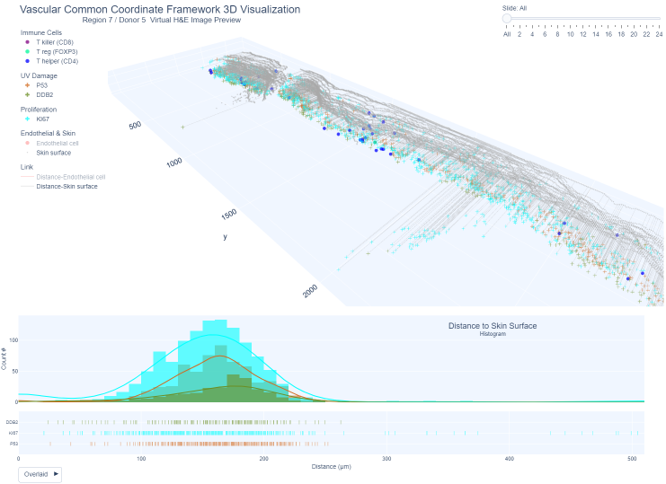 Vascular Common Coordinate Framework 3D Visualization
Region 7 / Donor 5 Virtual H&E Image Preview
Slide: All
All 2 4 6 8 10 12 14 16 18 20 22 24
Immune Cells
T killer (CD8)
T reg (FOXP3)
T helper (CD4)
UV Damage
P53
DDB2
Proliferation
KI67
Endothelial & Skin
Endothelial cell
Skin surface
Link
Distance-Endothelial cell
Distance-Skin surface
500
1000
1500
y
2000
Distance to Skin Surface
Histogram
Count #
100
50
0
DDB2
KI67
P53
0 100 200 300 400 500
Distance (μm)
Overlaid ▶